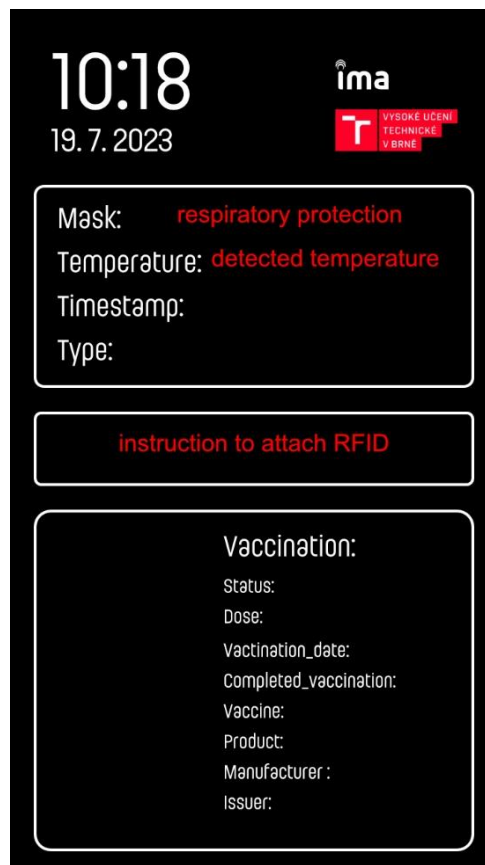 10:18
19. 7. 2023
ima
T
VYSOKÉ UČENÍ
TECHNICKÉ
V BRNĚ
Mask: respiratory protection
Temperature: detected temperature
Timestamp:
Type:
instruction to attach RFID
Vaccination:
Status:
Dose:
Vactination_date:
Completed_vaccination:
Vaccine:
Product:
Manufacturer :
Issuer: